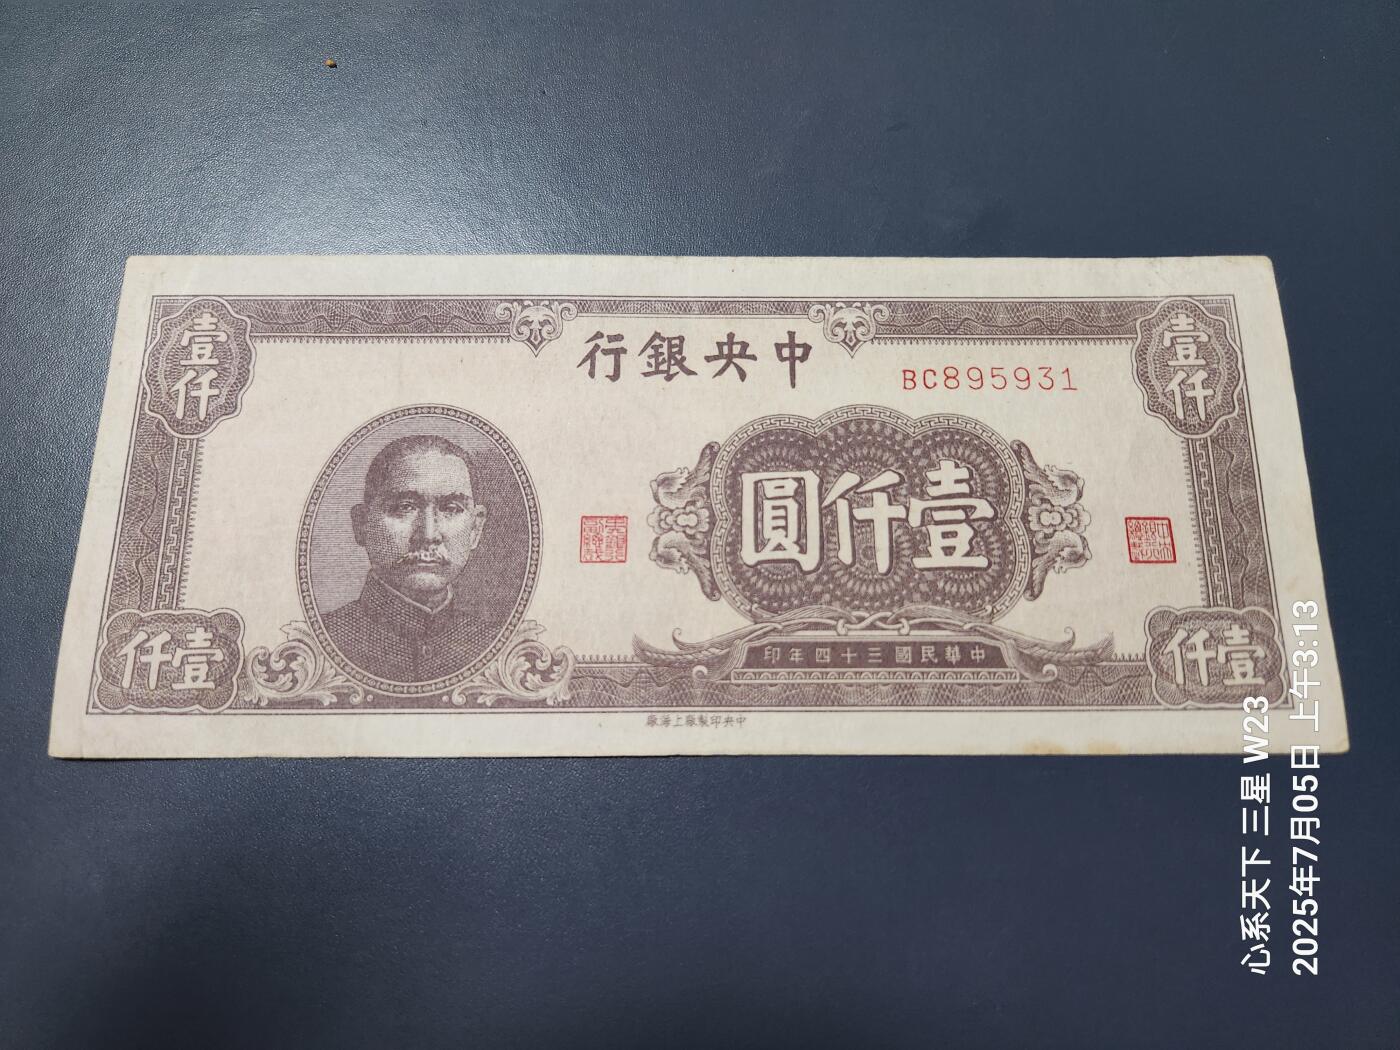 中央銀行
BC895931
壹仟
壹仟
壹仟圓
中華民國三十四年印
壹仟
壹仟
中央印製廠上海廠
心系天下 三星 W23
2025年7月05日 上午3:13